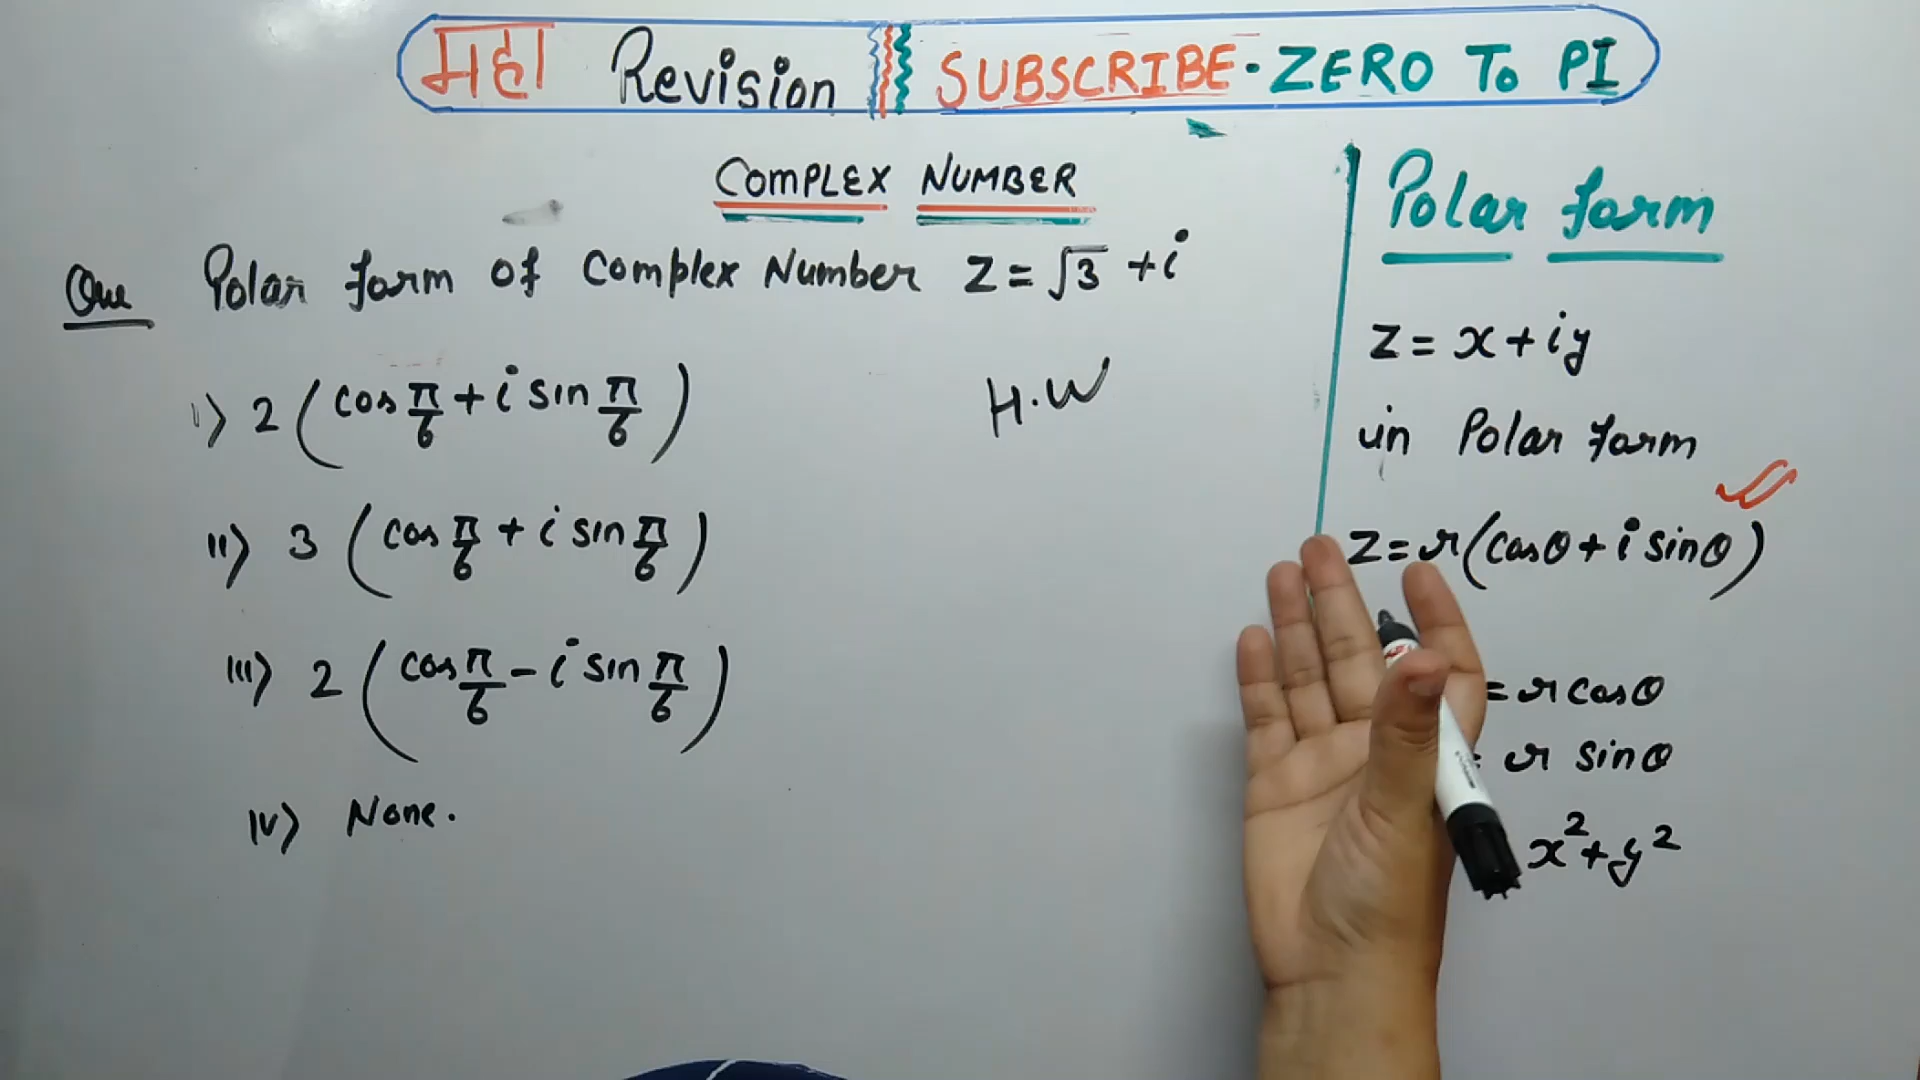 महा Revision SUBSCRIBE·ZERO TO PI
COMPLEX NUMBER
Que Polar form of Complex Number Z = √3 + i
i) 2 (cos π/6 + i sin π/6)
H.W
ii) 3 (cos π/6 + i sin π/6)
iii) 2 (cos π/6 - i sin π/6)
iv) None.
Polar form
Z = x + iy
in Polar form
Z = r(cosθ + i sinθ)
= r cosθ
= r sinθ
x² + y²